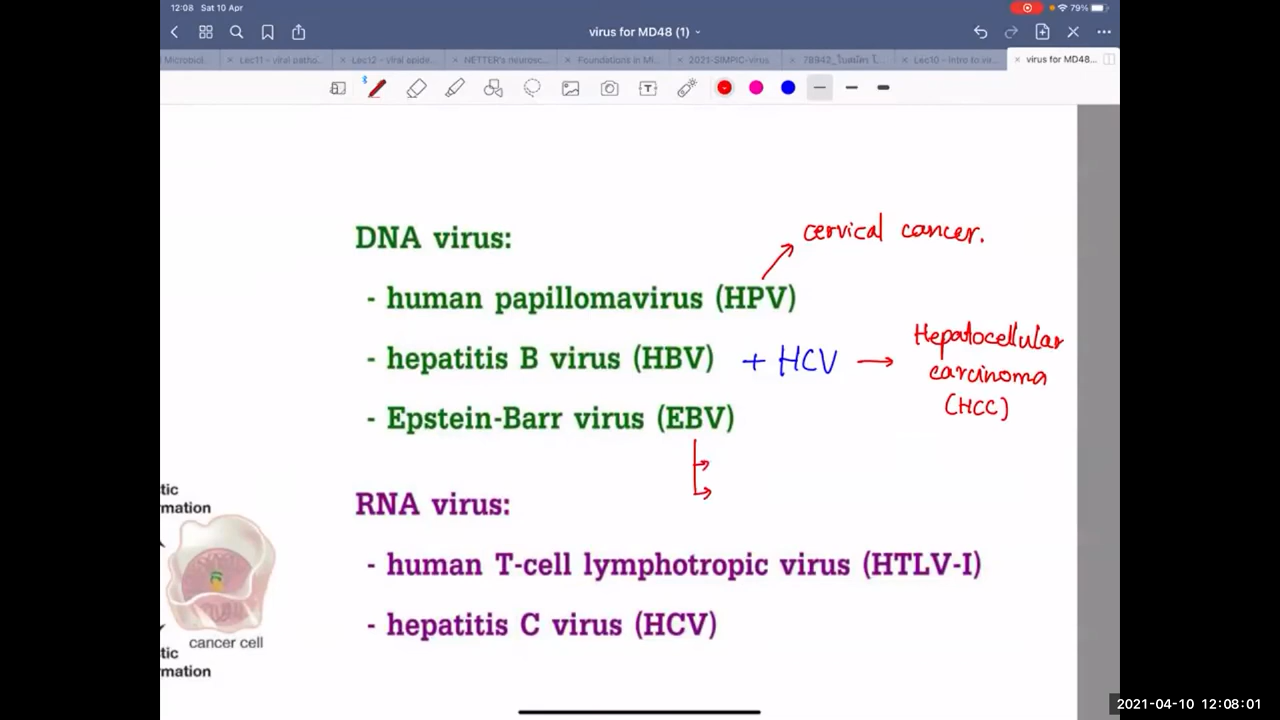 12:08 Sat 10 Apr
79%
virus for MD48 (1)
Microbiol
Lec11 - viral patho...
Lec12 - Viral epide...
NETTER's neurosc...
Foundations in Mi...
2021-SIMPIC-virus
Lec10 - Intro to vi...
virus for MD48...
cervical cancer.
DNA virus:
- human papillomavirus (HPV)
- hepatitis B virus (HBV) + HCV → Hepatocellular
carcinoma
(HCC)
- Epstein-Barr virus (EBV)
RNA virus:
- human T-cell lymphotropic virus (HTLV-I)
- hepatitis C virus (HCV)
tic
mation
cancer cell
tic
mation
2021-04-10 12:08:01